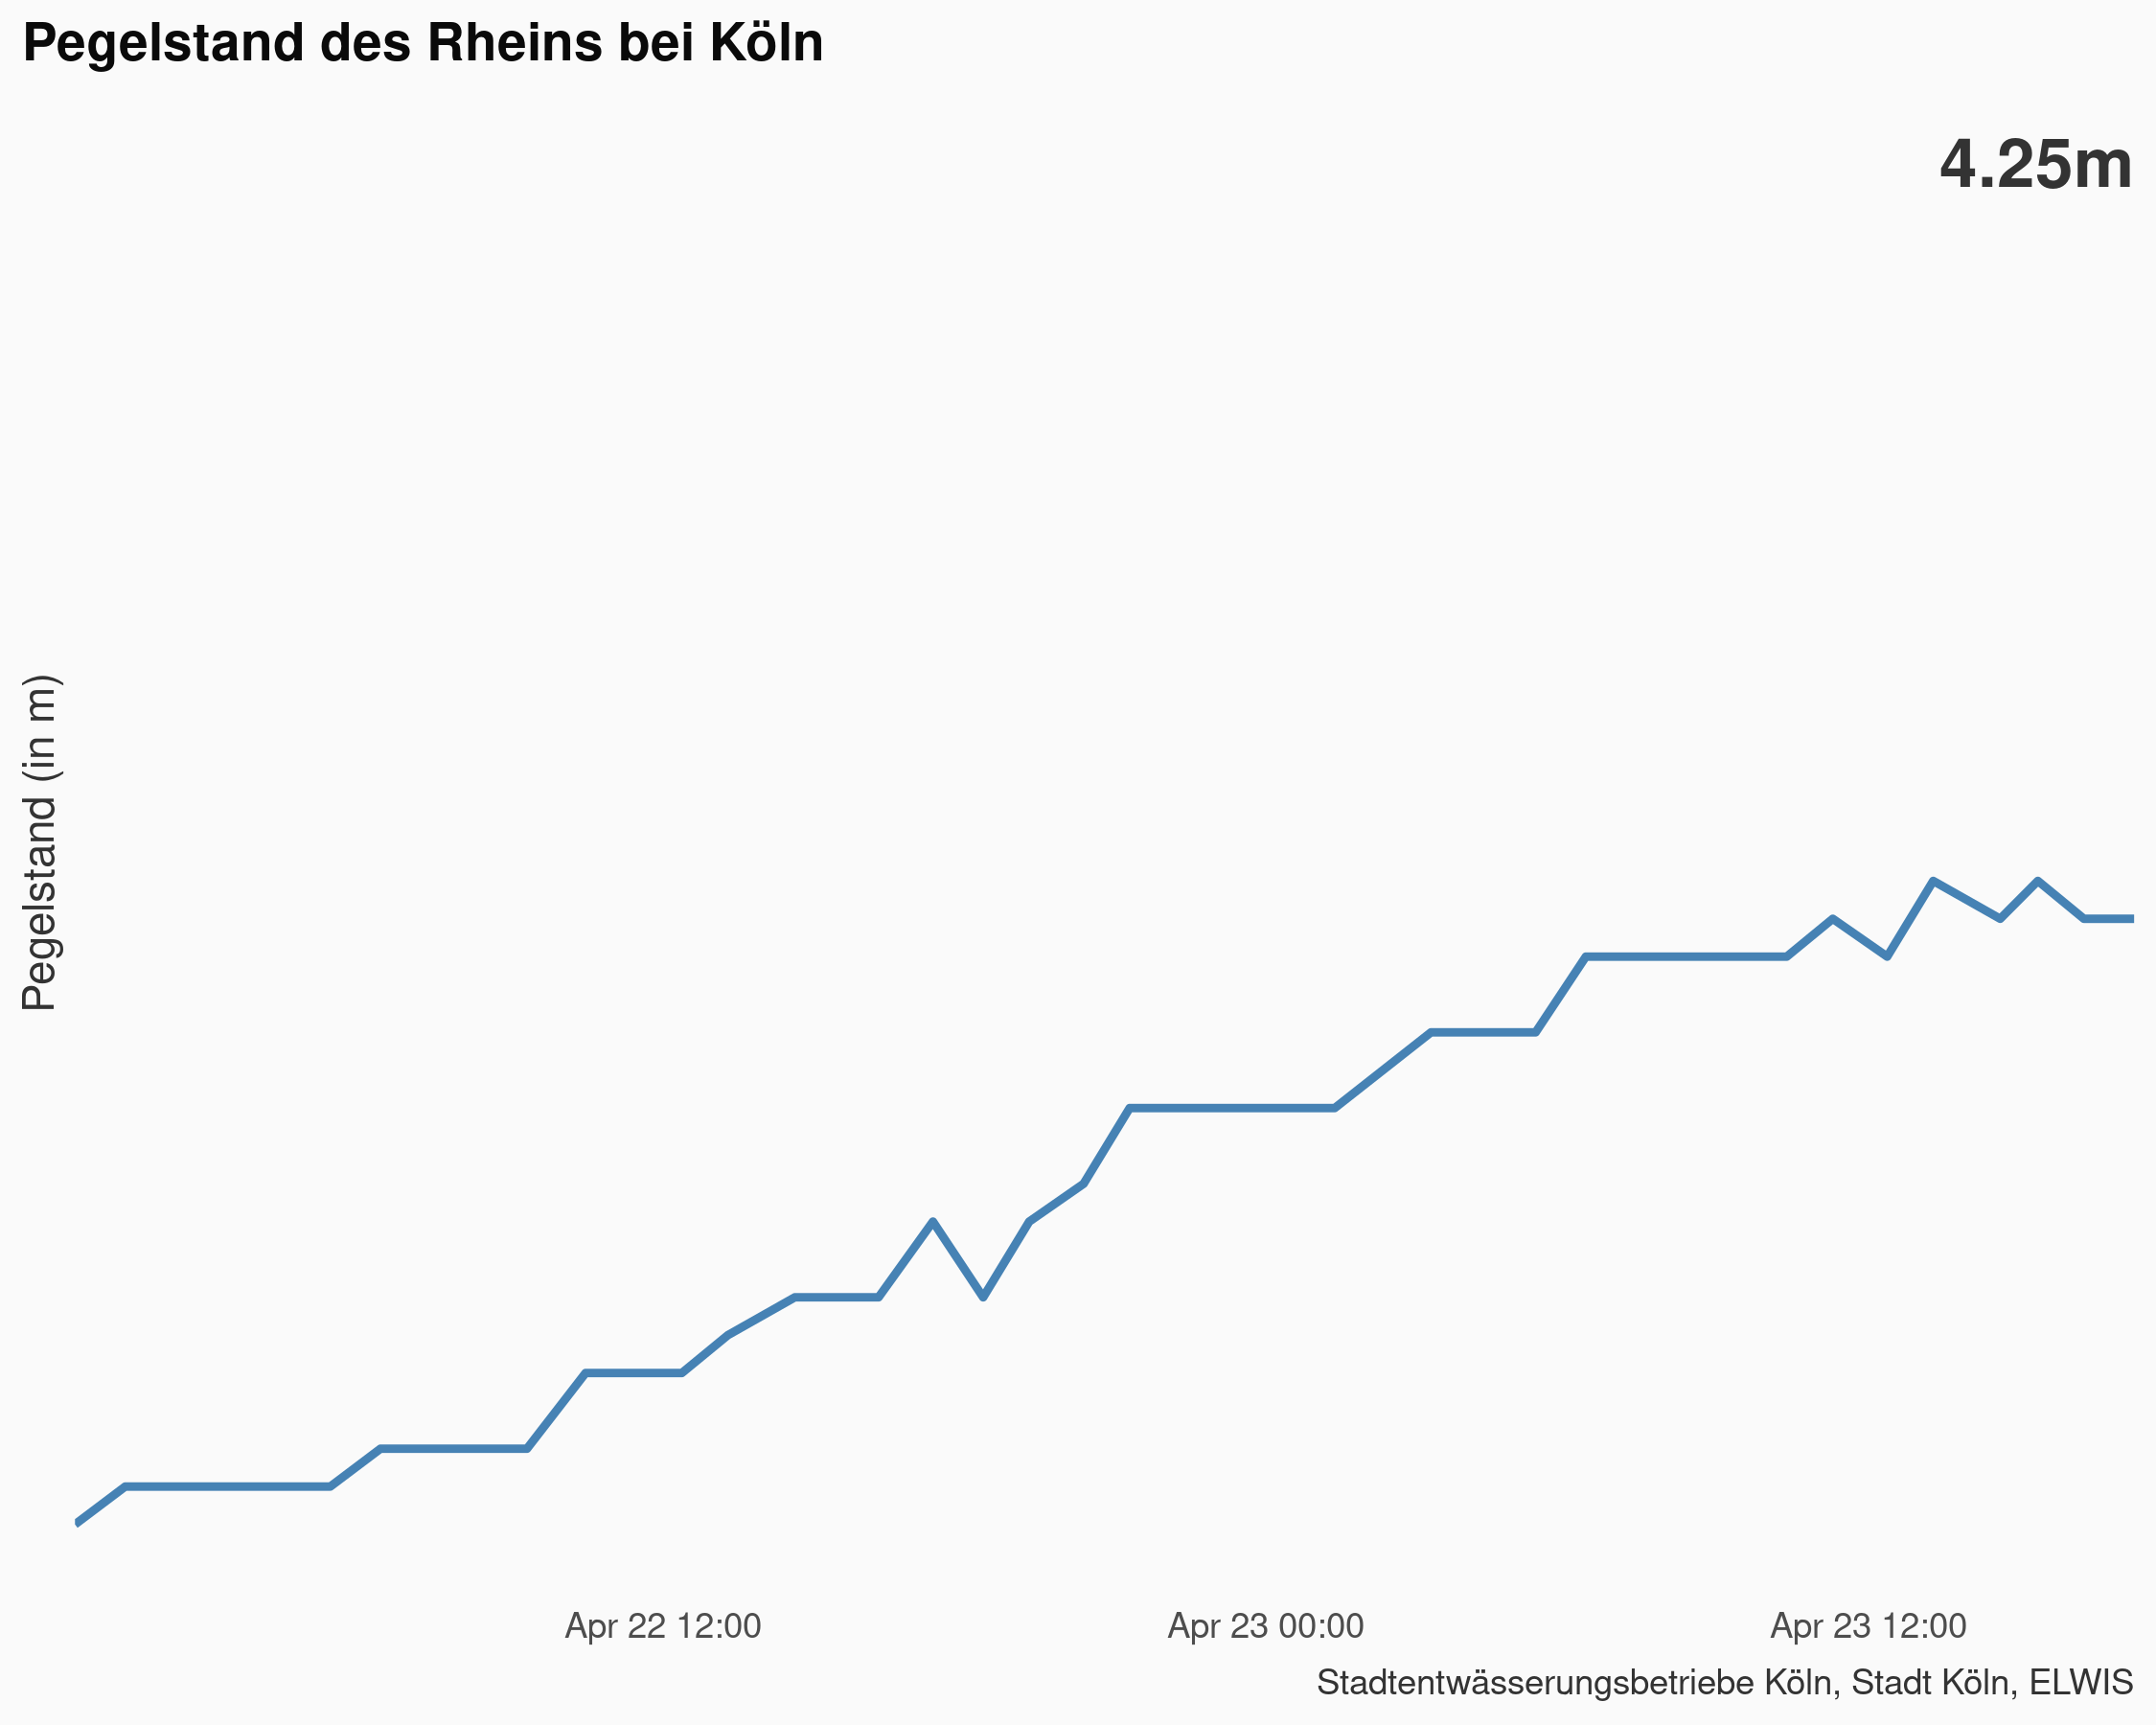 Pegelstand des Rheins bei Köln
4.25m
Pegelstand (in m)
Apr 22 12:00
Apr 23 00:00
Apr 23 12:00
Stadtentwässerungsbetriebe Köln, Stadt Köln, ELWIS